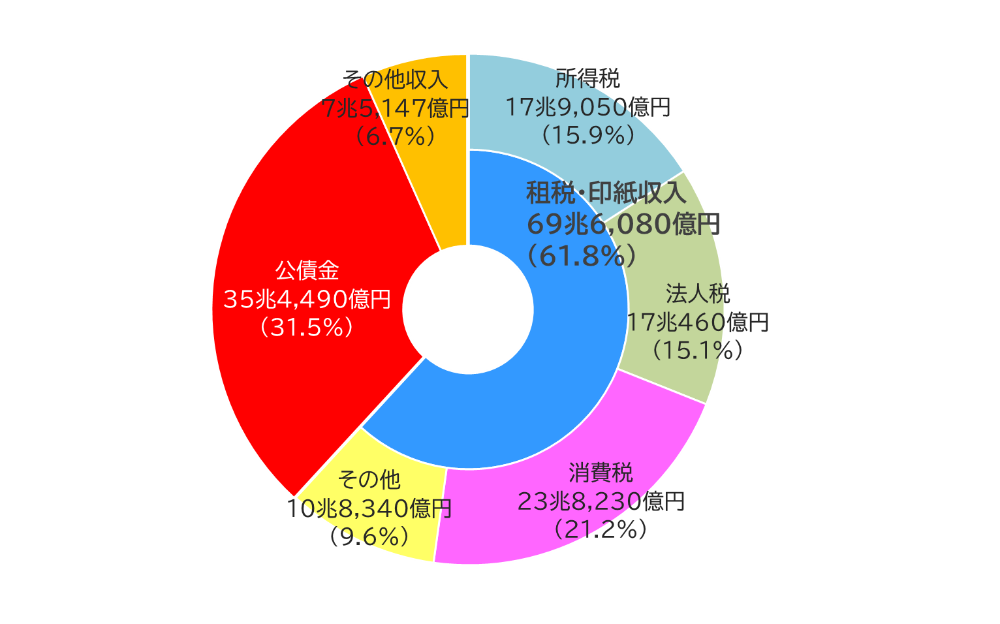 その他収入
7兆5,147億円
（6.7%）
所得税
17兆9,050億円
（15.9%）
租税・印紙収入
69兆6,080億円
（61.8%）
公債金
35兆4,490億円
（31.5%）
法人税
17兆460億円
（15.1%）
その他
10兆8,340億円
（9.6%）
消費税
23兆8,230億円
（21.2%）